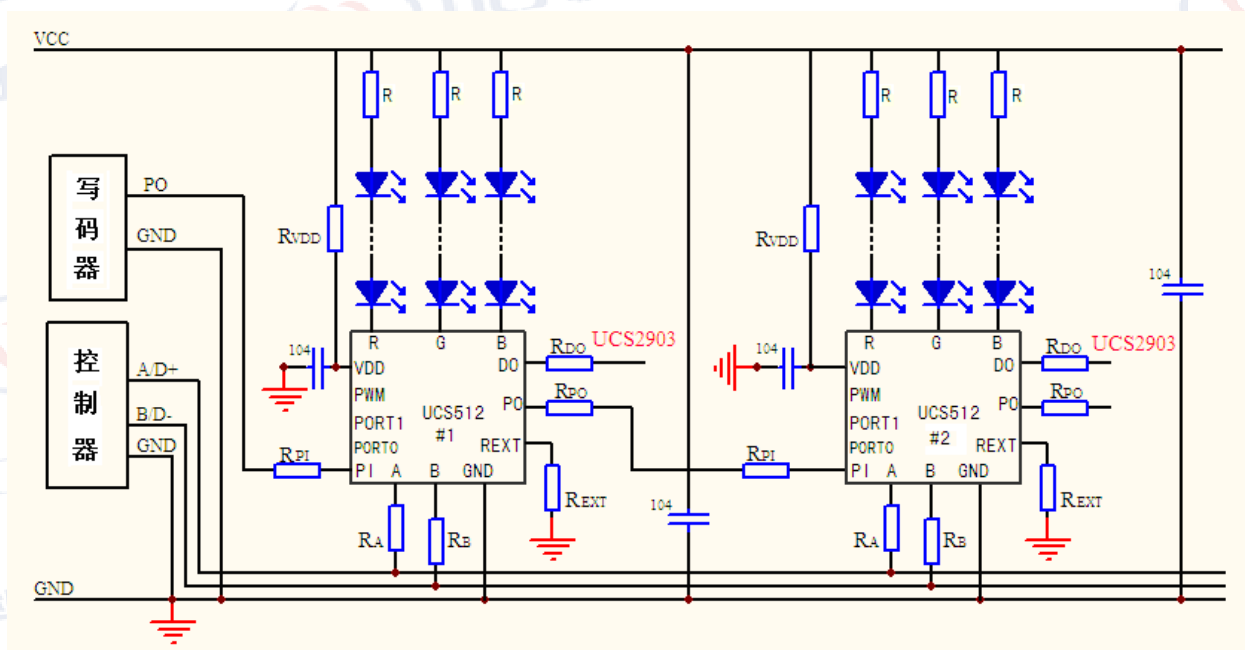 VCC
R
R
R
R
R
R
写码器
PO
GND
RVDD
RVDD
104
控制器
A/D+
B/D-
GND
104
R
G
B
VDD
PWM
PORT1
PORT0
PI
A
B
GND
DO
PO
REXT
UCS512
#1
RDO
UCS2903
RPO
RPI
REXT
RA
RB
104
104
R
G
B
VDD
PWM
PORT1
PORT0
PI
A
B
GND
DO
PO
REXT
UCS512
#2
RDO
UCS2903
RPO
RPI
REXT
RA
RB
104
GND